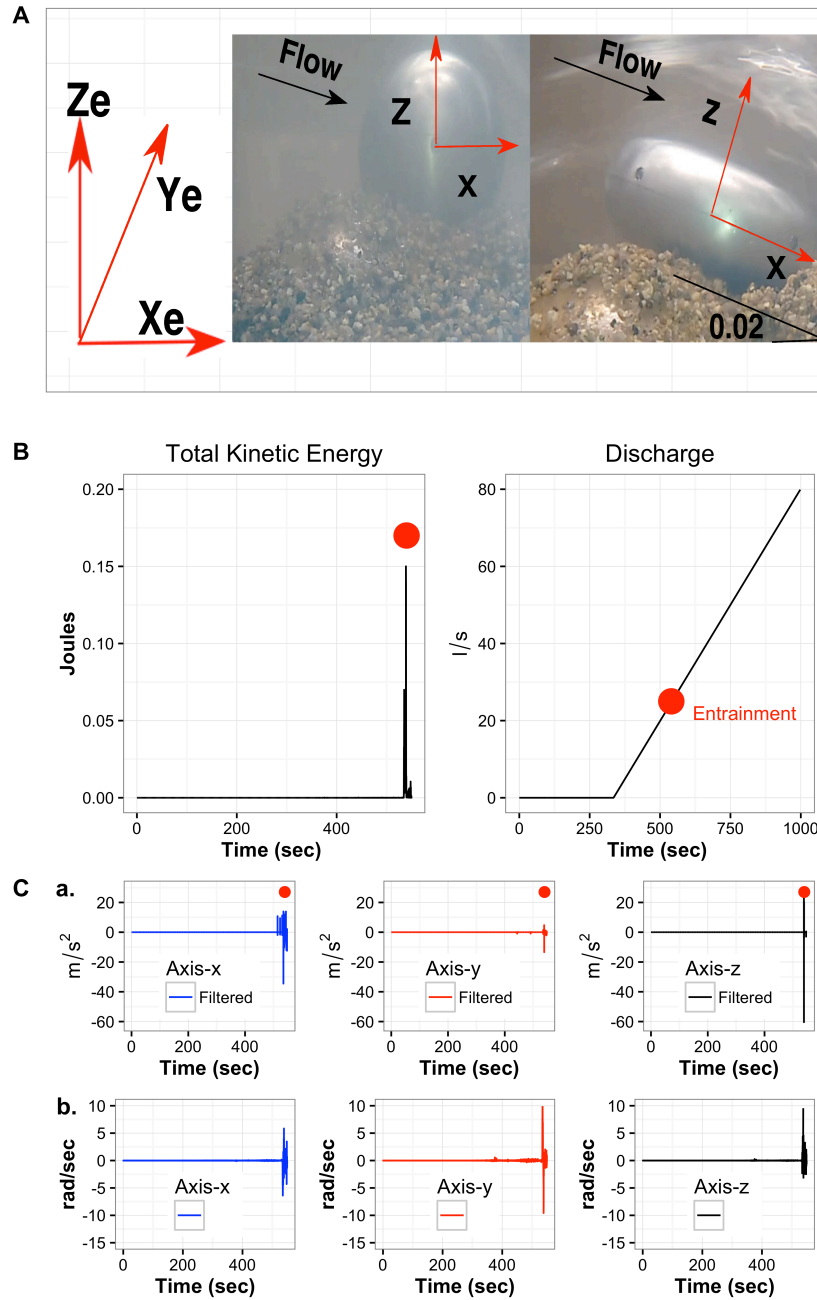 A
Ze
Ye
Xe
Flow
Z
X
Flow
Z
X
0.02
B
Total Kinetic Energy
Discharge
0.20
0.15
0.10
0.05
0.00
Joules
0 200 400
Time (sec)
80
60
40
20
0
l/s
Entrainment
0 250 500 750 1000
Time (sec)
C
a.
20
0
-20
-40
-60
m/s²
Axis-x
Filtered
0 200 400
Time (sec)
20
0
-20
-40
-60
m/s²
Axis-y
Filtered
0 200 400
Time (sec)
20
0
-20
-40
-60
m/s²
Axis-z
Filtered
0 200 400
Time (sec)
b.
10
5
0
-5
-10
-15
rad/sec
Axis-x
0 200 400
Time (sec)
10
5
0
-5
-10
-15
rad/sec
Axis-y
0 200 400
Time (sec)
10
5
0
-5
-10
-15
rad/sec
Axis-z
0 200 400
Time (sec)